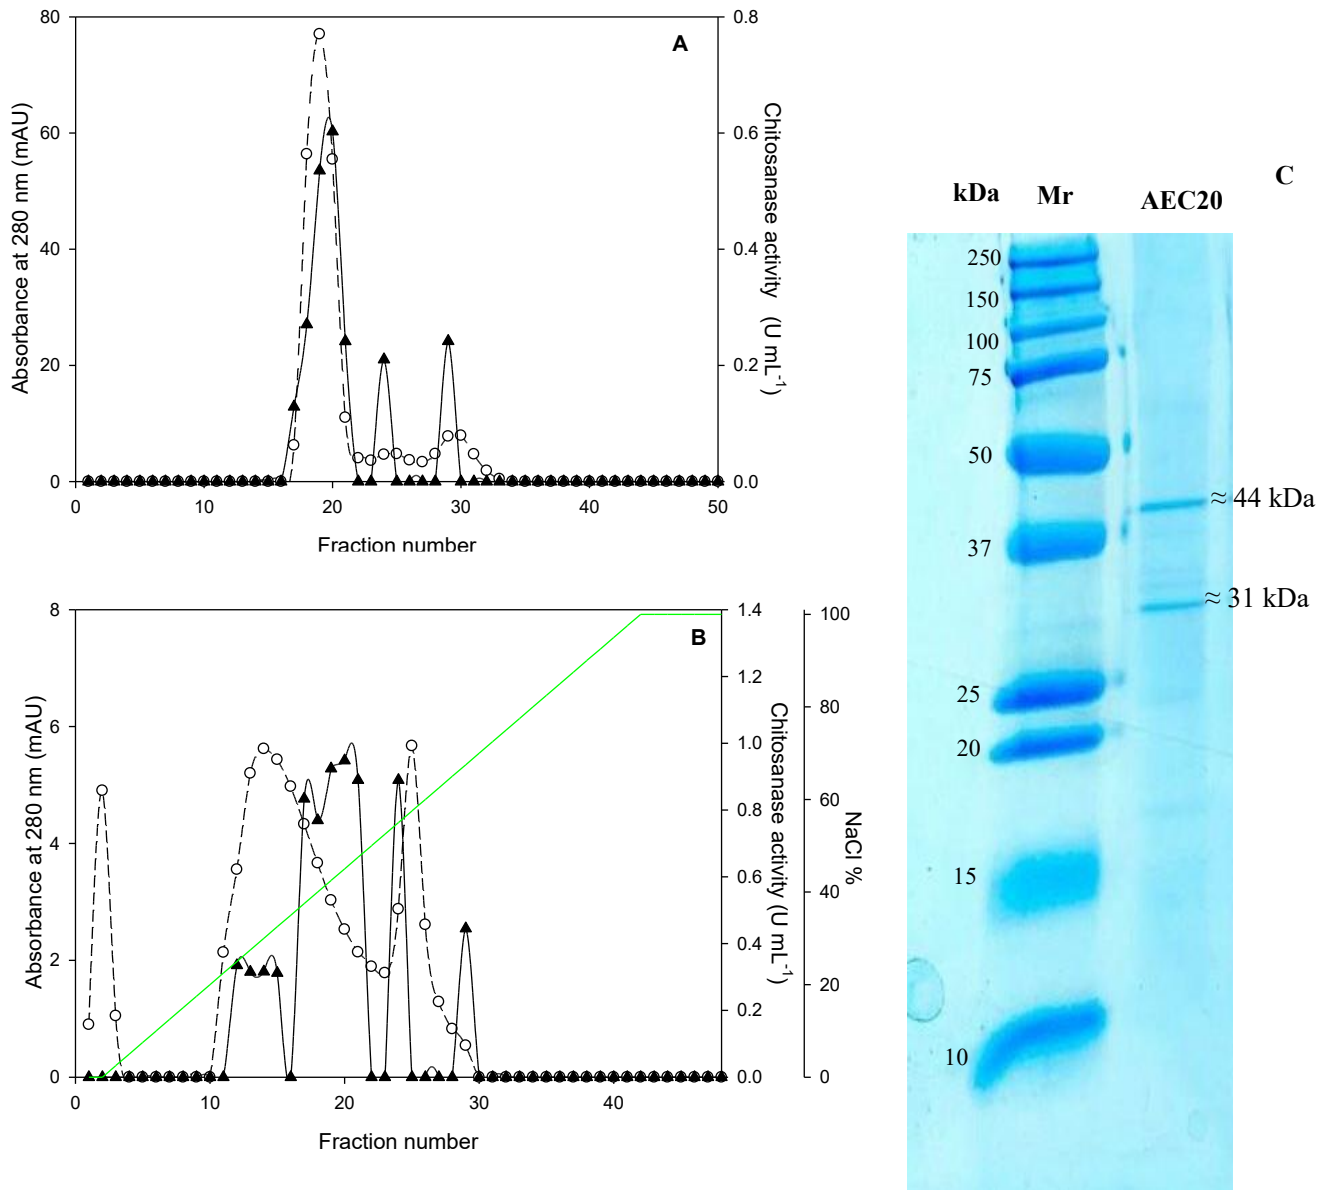 A
80
60
40
20
0
0.8
0.6
0.4
0.2
0.0
0 10 20 30 40 50
Absorbance at 280 nm (mAU)
Chitosanase activity (U mL-1)
Fraction number
B
8
6
4
2
0
1.4
1.2
1.0
0.8
0.6
0.4
0.2
0.0
100
80
60
40
20
0
0 10 20 30 40
Absorbance at 280 nm (mAU)
Chitosanase activity (U mL-1)
NaCl %
Fraction number
C
kDa Mr AEC20
250
150
100
75
50
≈ 44 kDa
37
≈ 31 kDa
25
20
15
10